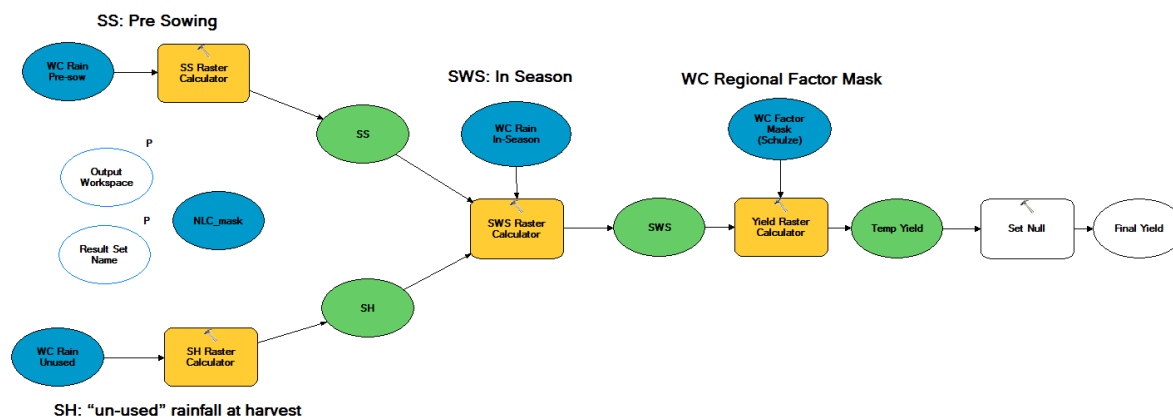 SS: Pre Sowing
WC Rain
Pre-sow
SS Raster
Calculator
SWS: In Season
WC Regional Factor Mask
SS
WC Rain
In-Season
WC Factor
Mask
(Schulze)
P
Output
Workspace
P
NLC_mask
Result Set
Name
SWS Raster
Calculator
SWS
Yield Raster
Calculator
Temp Yield
Set Null
Final Yield
SH
WC Rain
Unused
SH Raster
Calculator
SH: “un-used” rainfall at harvest